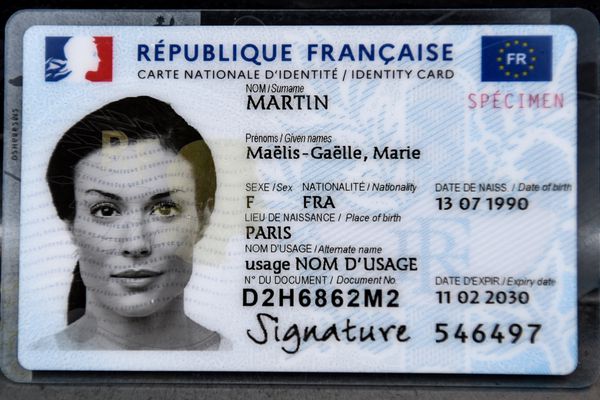 RÉPUBLIQUE FRANÇAISE
FR
CARTE NATIONALE D'IDENTITÉ / IDENTITY CARD
NOM / Surname
MARTIN
SPÉCIMEN
Prénoms / Given names
Maëlis-Gaëlle, Marie
SEXE / Sex NATIONALITÉ / Nationality DATE DE NAISS. / Date of birth
F FRA 13 07 1990
LIEU DE NAISSANCE / Place of birth
PARIS
NOM D'USAGE / Alternate name
usage NOM D'USAGE
N° DU DOCUMENT / Document No DATE D'EXPIR. / Expiry date
D2H6862M2 11 02 2030
Signature 546497